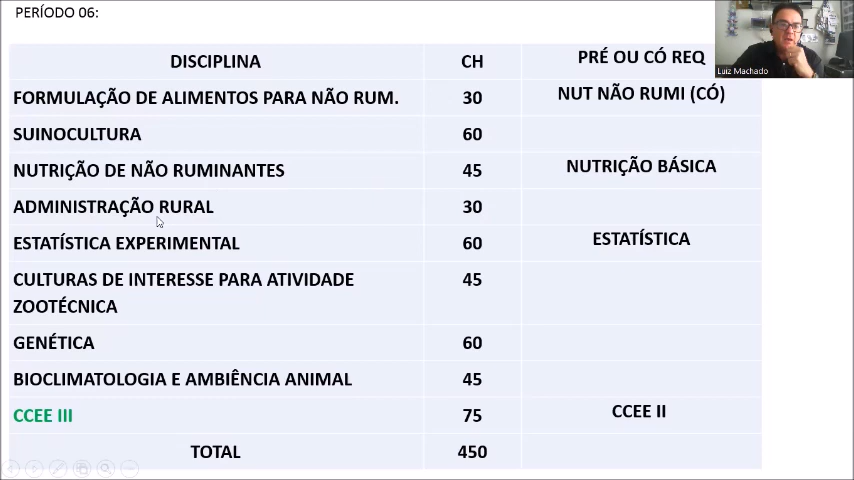 PERÍODO 06:
Luiz Machado
DISCIPLINA CH PRÉ OU CÓ REQ
FORMULAÇÃO DE ALIMENTOS PARA NÃO RUM. 30 NUT NÃO RUMI (CÓ)
SUINOCULTURA 60
NUTRIÇÃO DE NÃO RUMINANTES 45 NUTRIÇÃO BÁSICA
ADMINISTRAÇÃO RURAL 30
ESTATÍSTICA EXPERIMENTAL 60 ESTATÍSTICA
CULTURAS DE INTERESSE PARA ATIVIDADE 45
ZOOTÉCNICA
GENÉTICA 60
BIOCLIMATOLOGIA E AMBIÊNCIA ANIMAL 45
CCEE III 75 CCEE II
TOTAL 450